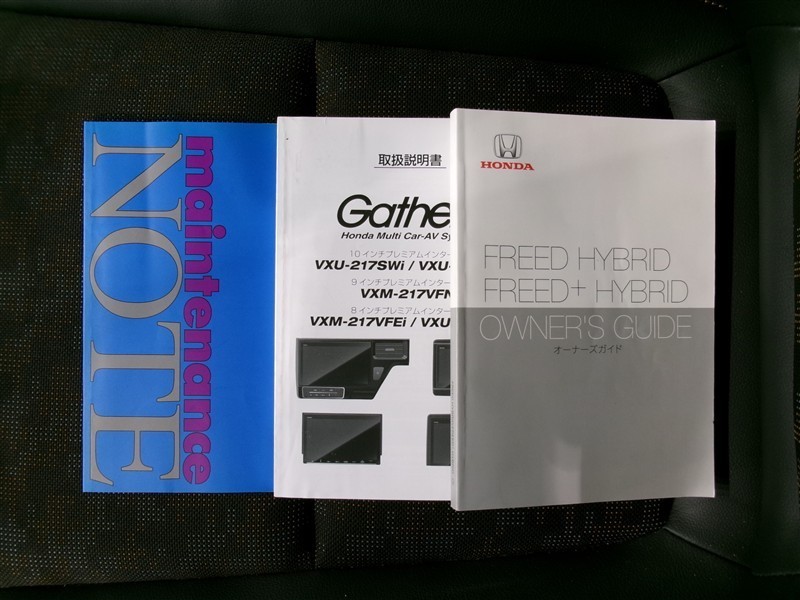 maintenance
NOTE
取扱説明書
Gathe
Honda Multi Car-AV Sy
10インチプレミアムインター
VXU-217SWi / VXU-
9インチプレミアムインター
VXM-217VFN
8インチプレミアムインター
VXM-217VFEi / VXU
HONDA
FREED HYBRID
FREED+ HYBRID
OWNER'S GUIDE
オーナーズガイド